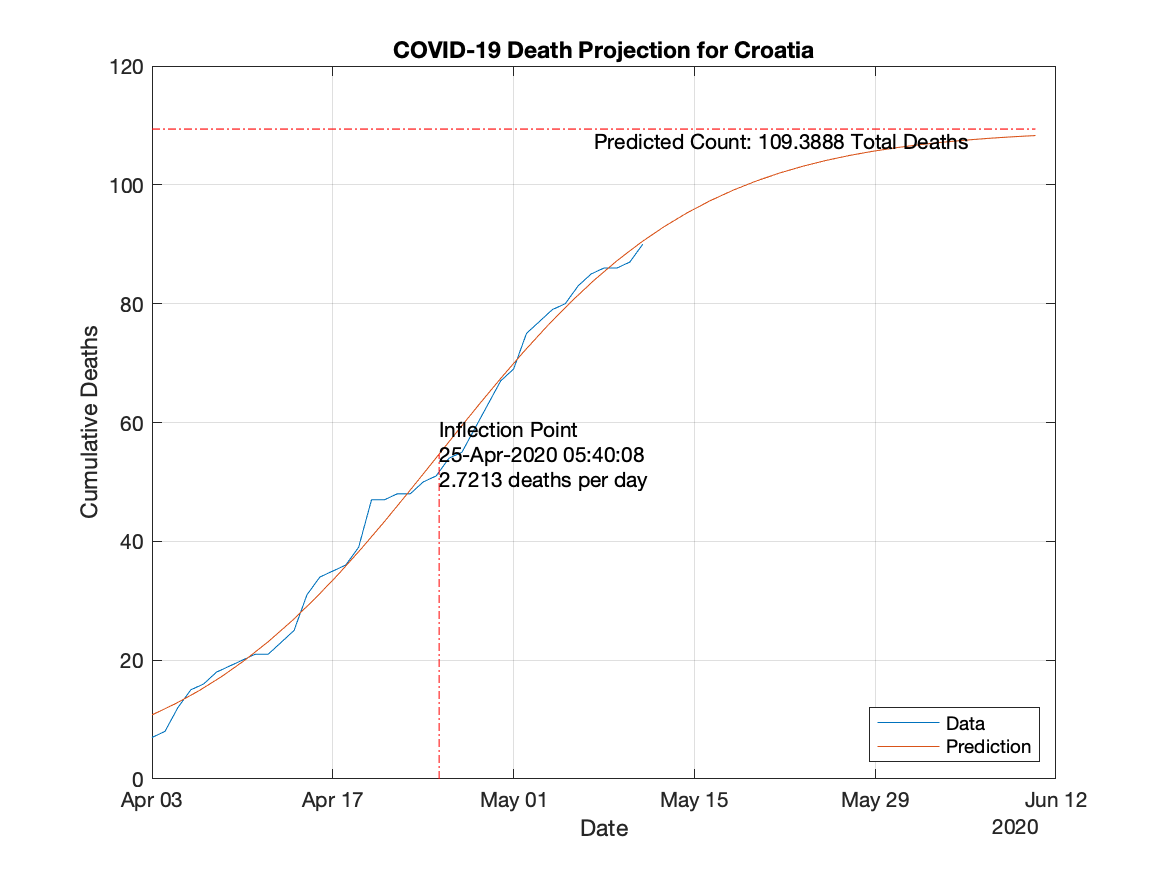 COVID-19 Death Projection for Croatia
120
100
80
60
40
20
0
Cumulative Deaths
Predicted Count: 109.3888 Total Deaths
Inflection Point
25-Apr-2020 05:40:08
2.7213 deaths per day
Data
Prediction
Apr 03
Apr 17
May 01
May 15
May 29
Jun 12
Date
2020